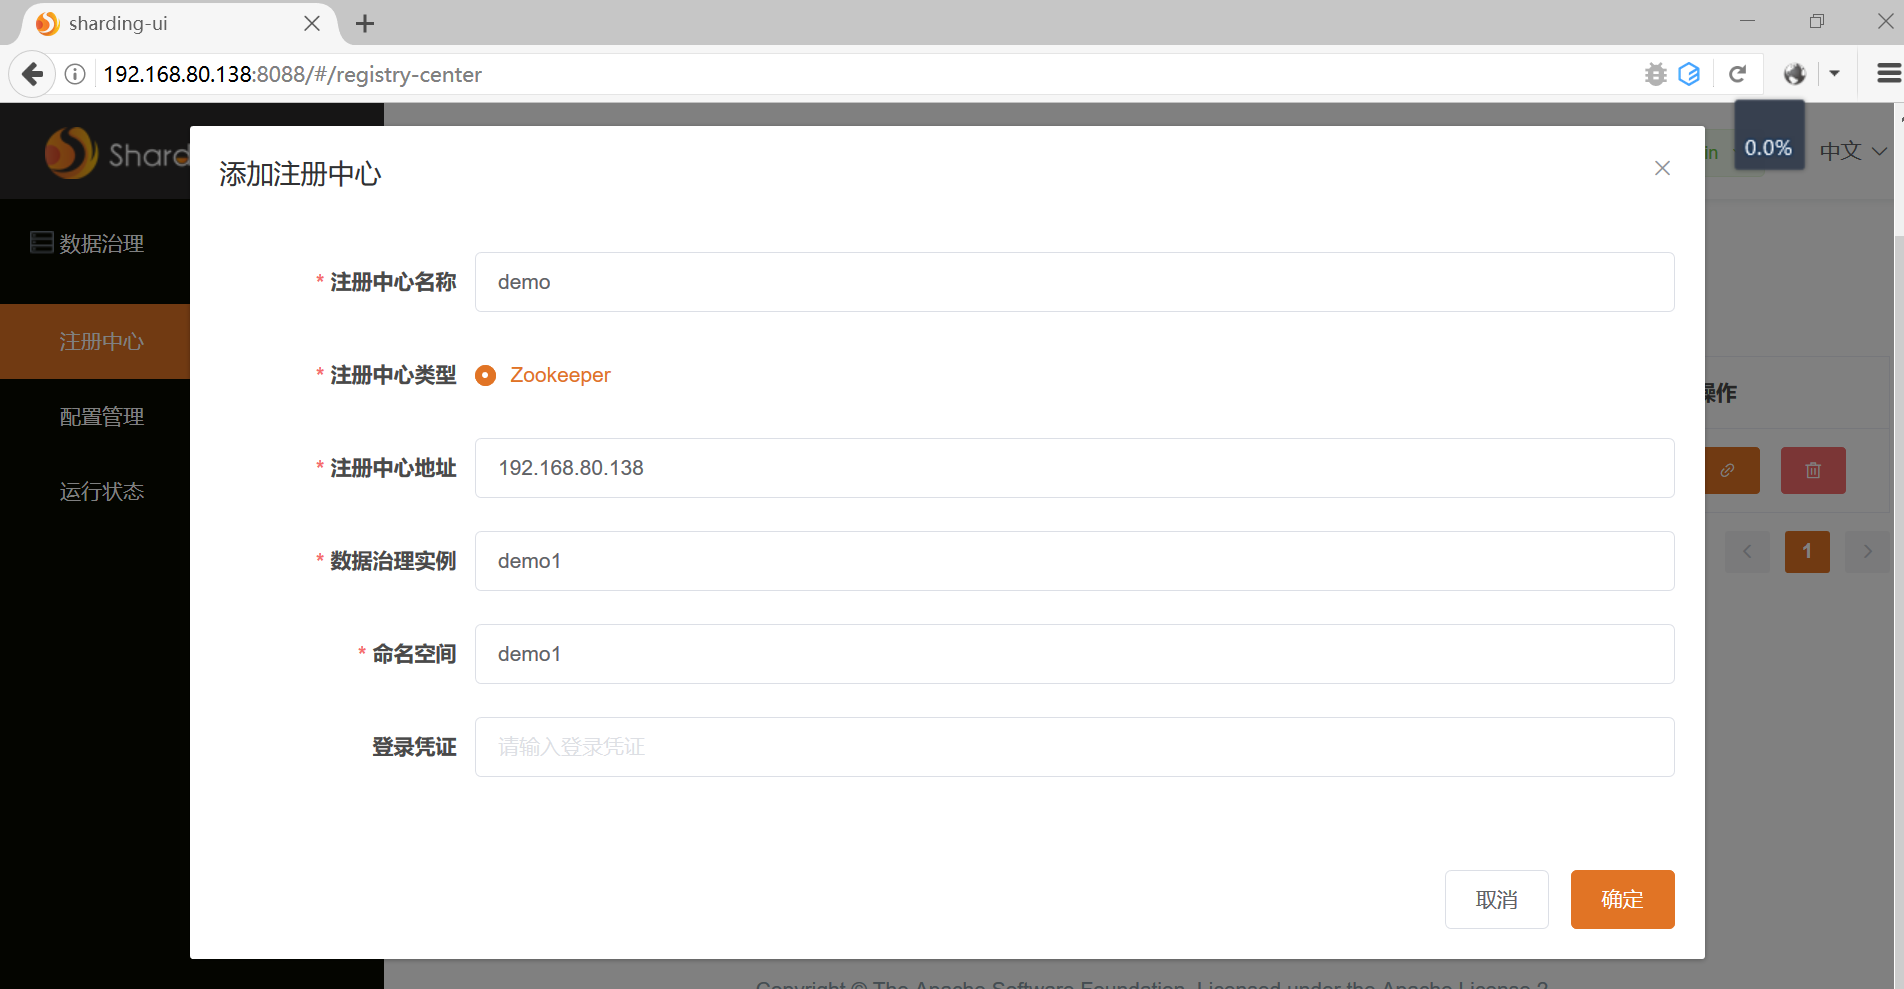 sharding-ui
192.168.80.138:8088/#/registry-center
Shard
in
0.0%
中文
添加注册中心
数据治理
* 注册中心名称 demo
注册中心
* 注册中心类型 Zookeeper
操作
配置管理
* 注册中心地址 192.168.80.138
运行状态
* 数据治理实例 demo1
1
* 命名空间 demo1
登录凭证 请输入登录凭证
取消 确定
Copyright © The Apache Software Foundation, Licensed under the Apache License 2